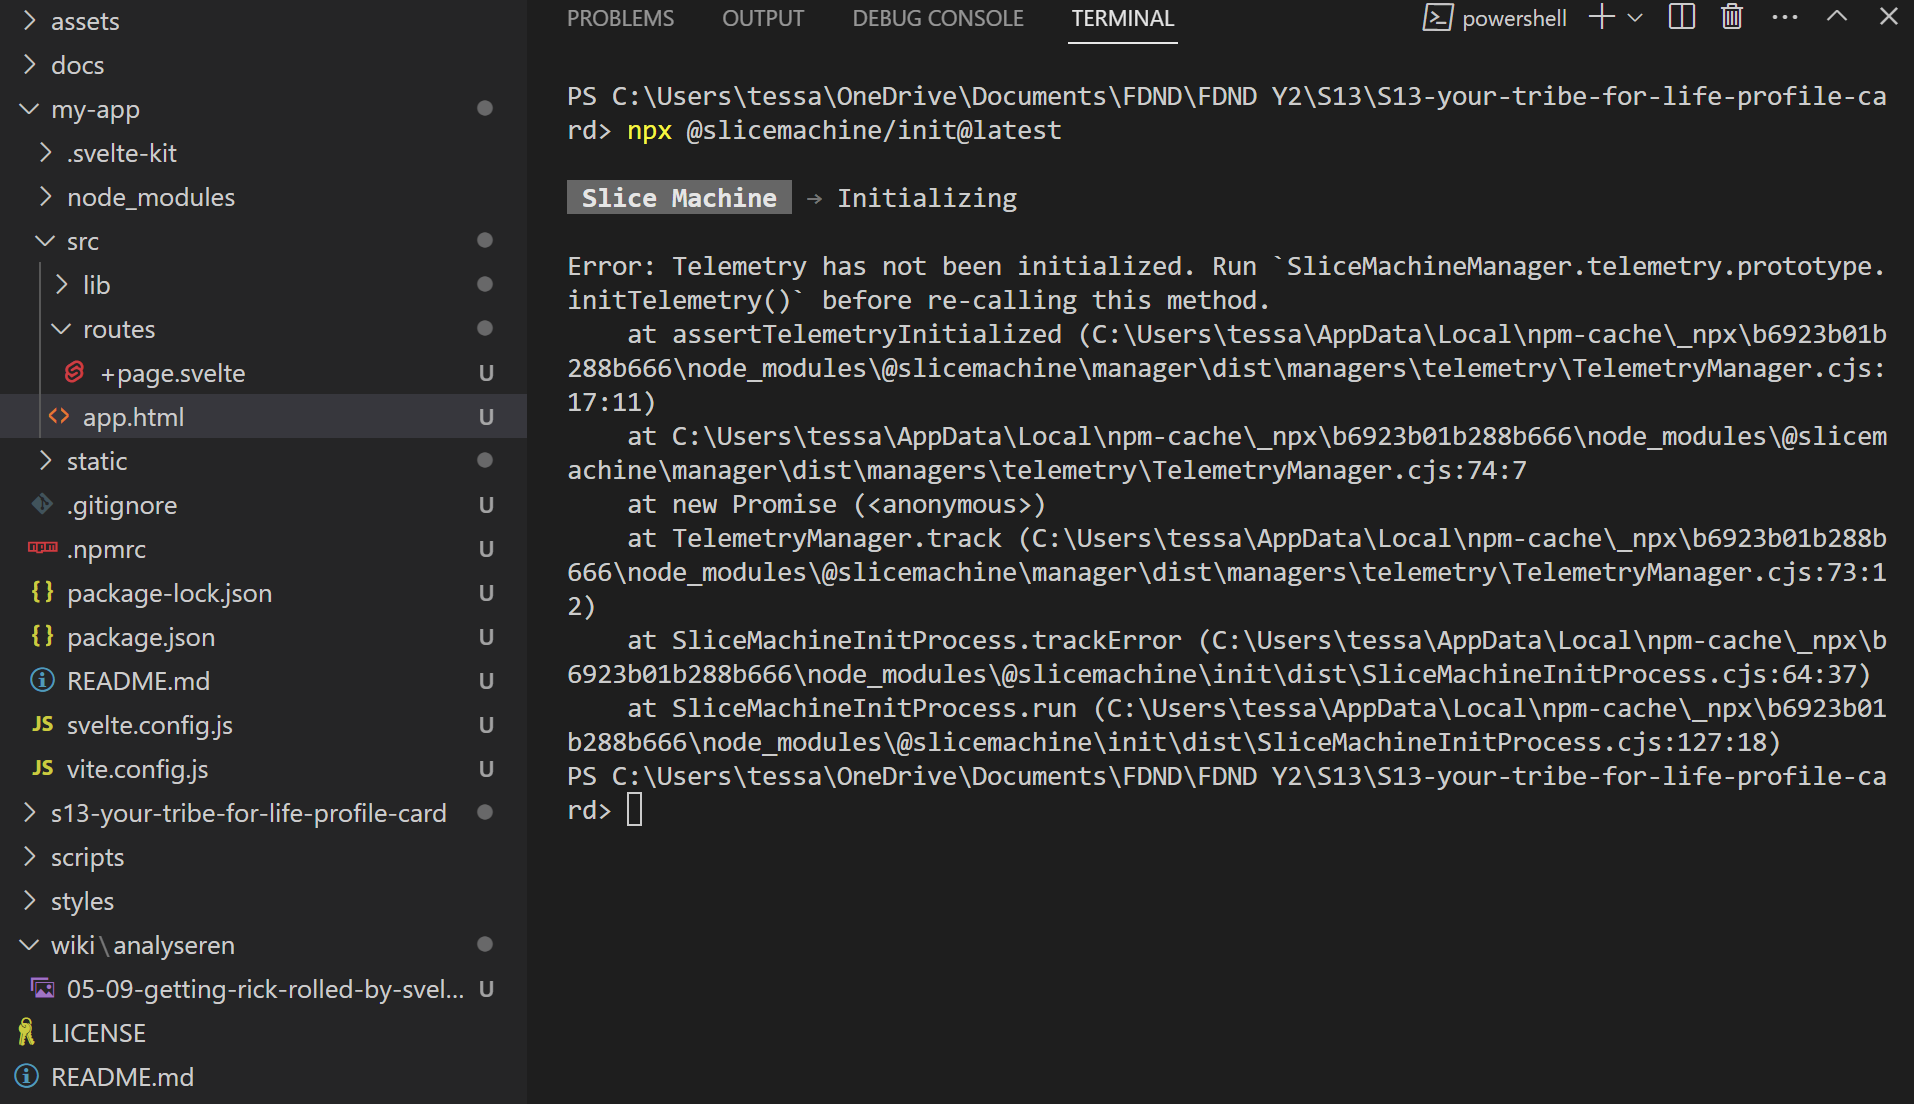 assets
docs
my-app
.svelte-kit
node_modules
src
lib
routes
+page.svelte U
app.html U
static
.gitignore U
.npmrc U
package-lock.json U
package.json U
README.md U
JS svelte.config.js U
JS vite.config.js U
s13-your-tribe-for-life-profile-card
scripts
styles
wiki\analyseren
05-09-getting-rick-rolled-by-svel... U
LICENSE
README.md
PROBLEMS OUTPUT DEBUG CONSOLE TERMINAL powershell
PS C:\Users\tessa\OneDrive\Documents\FDND\FDND Y2\S13\S13-your-tribe-for-life-profile-ca
rd> npx @slicemachine/init@latest
Slice Machine → Initializing
Error: Telemetry has not been initialized. Run `SliceMachineManager.telemetry.prototype.
initTelemetry()` before re-calling this method.
at assertTelemetryInitialized (C:\Users\tessa\AppData\Local\npm-cache\_npx\b6923b01b
288b666\node_modules\@slicemachine\manager\dist\managers\telemetry\TelemetryManager.cjs:
17:11)
at C:\Users\tessa\AppData\Local\npm-cache\_npx\b6923b01b288b666\node_modules\@slicem
achine\manager\dist\managers\telemetry\TelemetryManager.cjs:74:7
at new Promise (<anonymous>)
at TelemetryManager.track (C:\Users\tessa\AppData\Local\npm-cache\_npx\b6923b01b288b
666\node_modules\@slicemachine\manager\dist\managers\telemetry\TelemetryManager.cjs:73:1
2)
at SliceMachineInitProcess.trackError (C:\Users\tessa\AppData\Local\npm-cache\_npx\b
6923b01b288b666\node_modules\@slicemachine\init\dist\SliceMachineInitProcess.cjs:64:37)
at SliceMachineInitProcess.run (C:\Users\tessa\AppData\Local\npm-cache\_npx\b6923b01
b288b666\node_modules\@slicemachine\init\dist\SliceMachineInitProcess.cjs:127:18)
PS C:\Users\tessa\OneDrive\Documents\FDND\FDND Y2\S13\S13-your-tribe-for-life-profile-ca
rd>